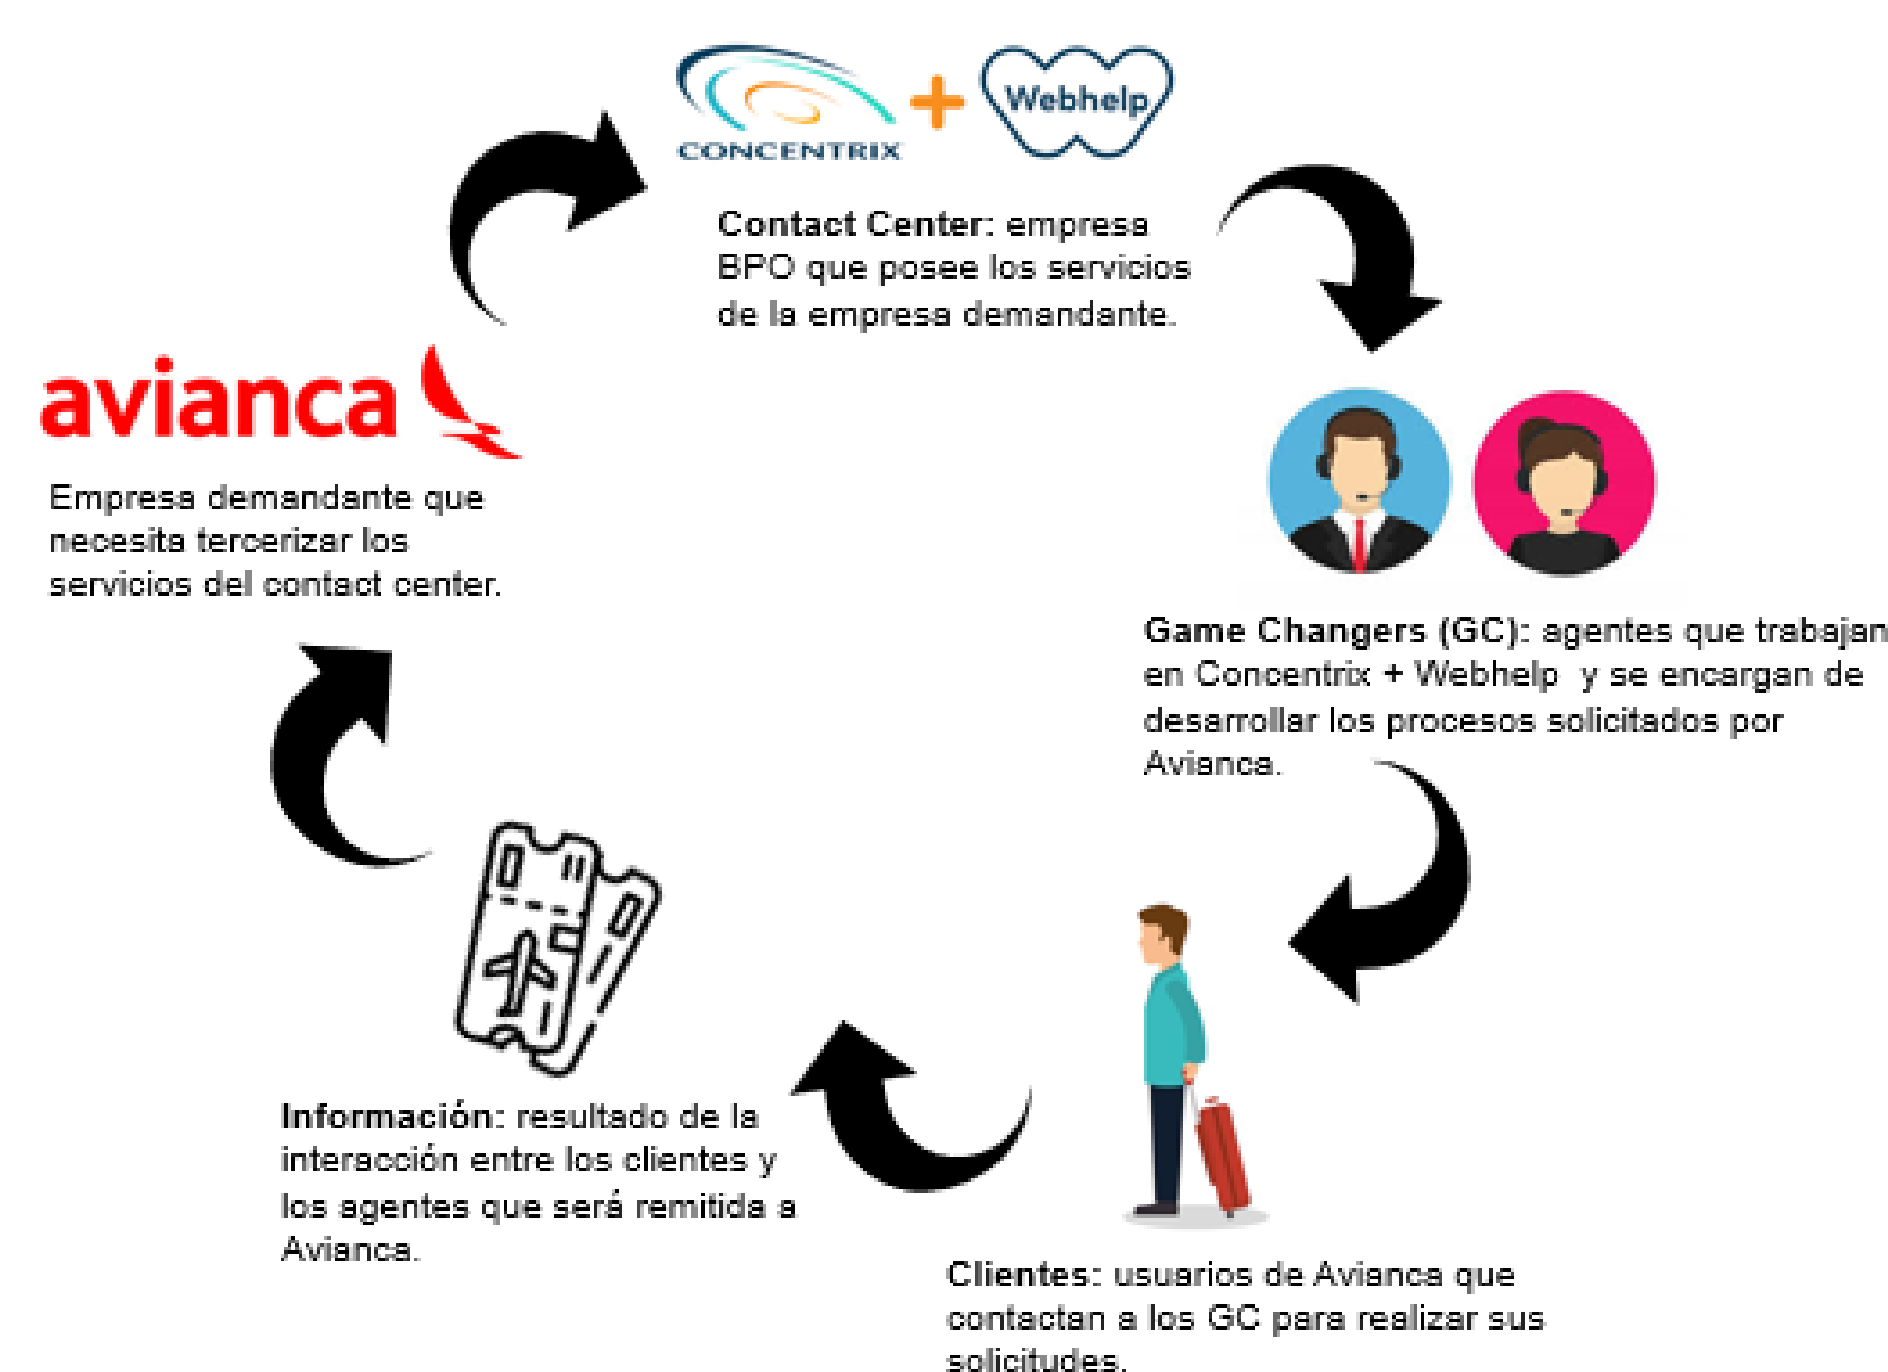 CONCENTRIX + Webhelp
Contact Center: empresa
BPO que posee los servicios
de la empresa demandante.
avianca
Empresa demandante que
necesita tercerizar los
servicios del contact center.
Game Changers (GC): agentes que trabajan
en Concentrix + Webhelp y se encargan de
desarrollar los procesos solicitados por
Avianca.
Información: resultado de la
interacción entre los clientes y
los agentes que será remitida a
Avianca.
Clientes: usuarios de Avianca que
contactan a los GC para realizar sus
solicitudes.